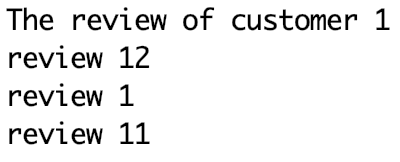 The review of customer 1
review 12
review 1
review 11